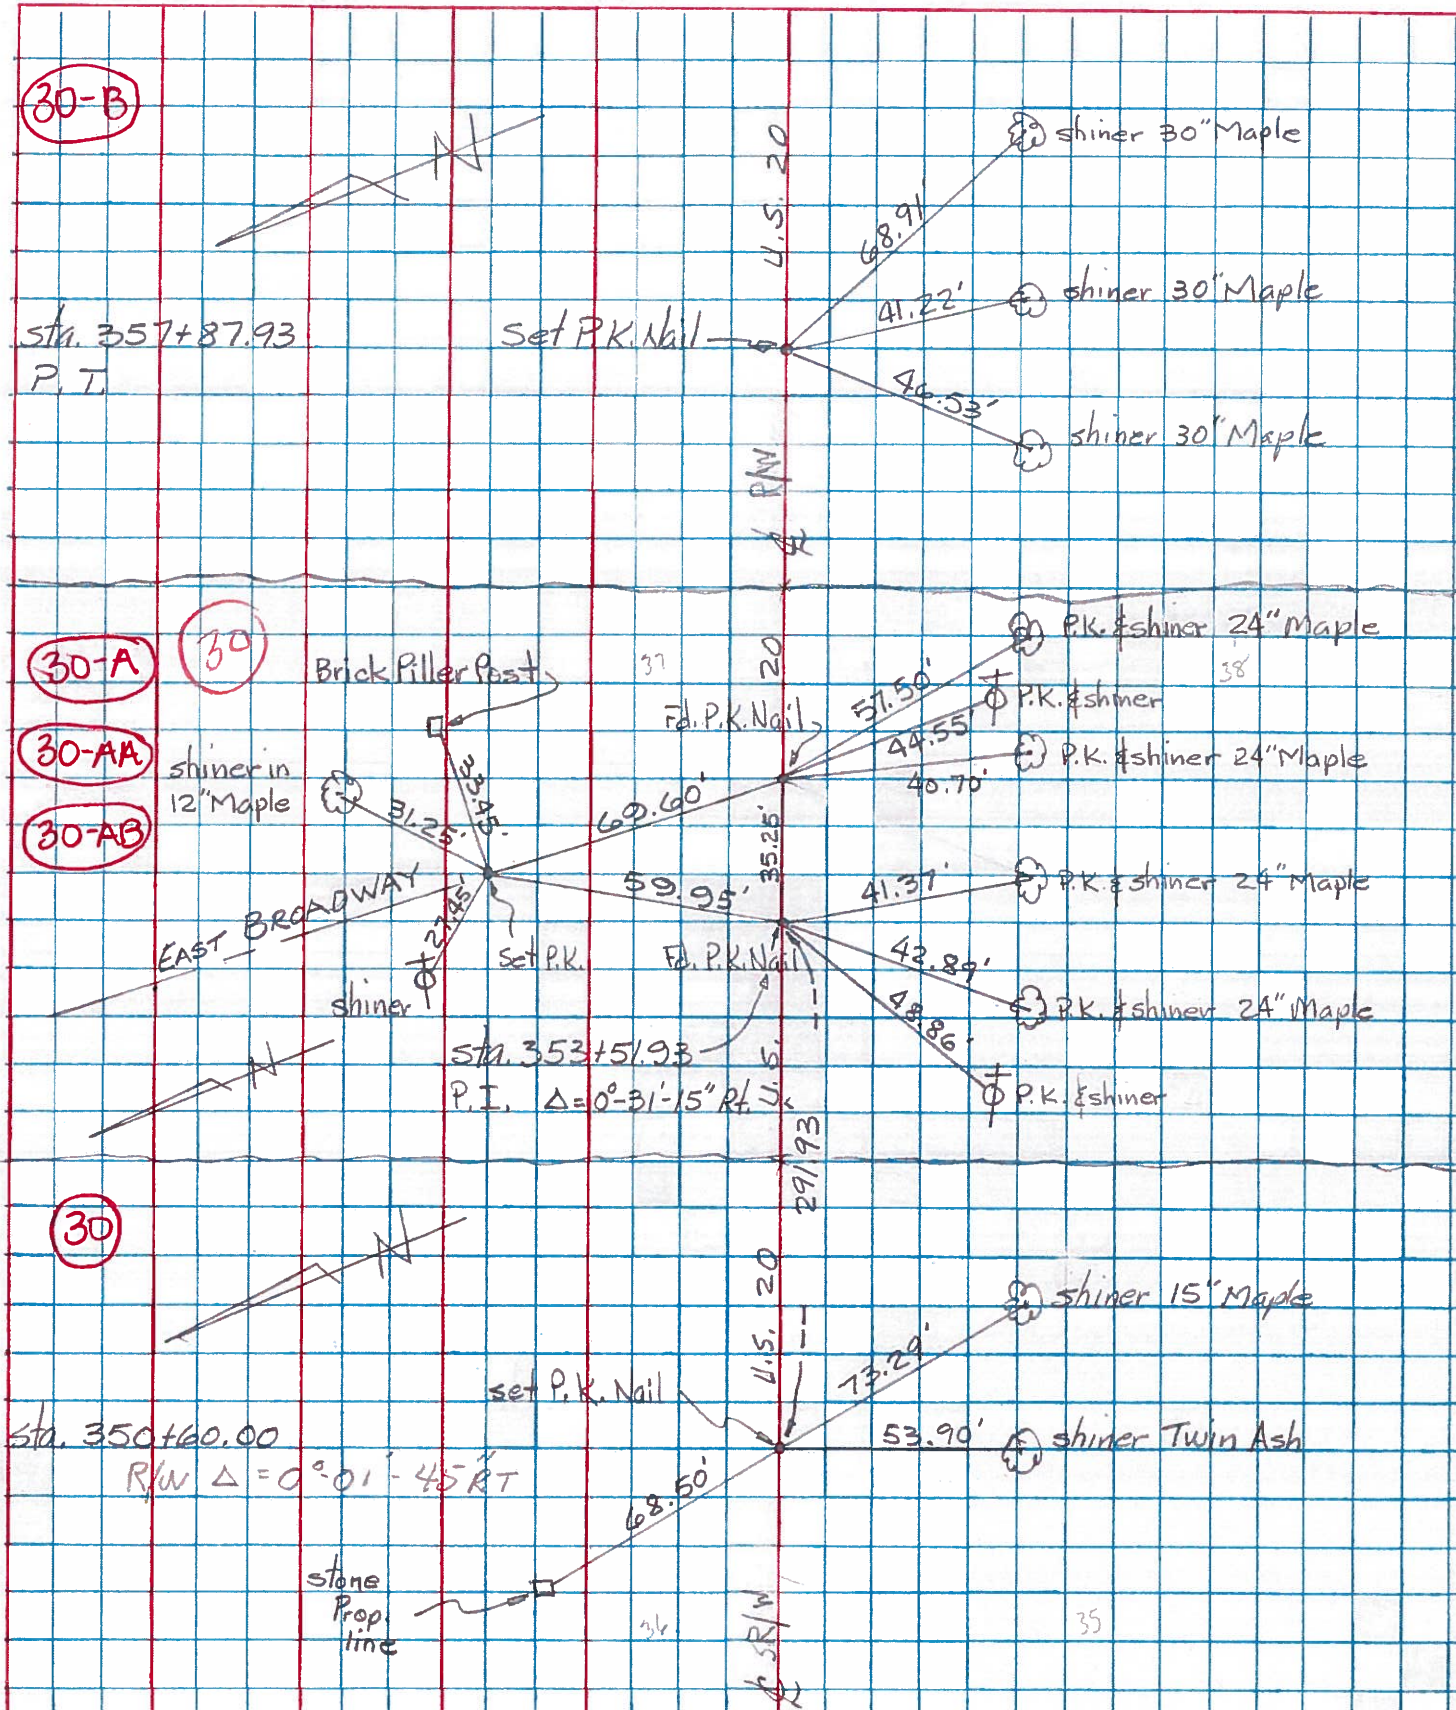 30-B
N
U.S. 20
shiner 30" Maple
68.91'
shiner 30" Maple
41.22'
sta. 357+87.93
P.I.
Set P.K. Nail
46.53'
shiner 30" Maple
℄ R/W
30-A
30
37
Brick Piller Post
20
P.K. & shiner 24" Maple
38
57.50'
P.K. & shiner
Fd. P.K. Nail
44.55'
30-AA
shiner in
12" Maple
P.K. & shiner 24" Maple
40.70'
33.45'
31.25'
60.60'
30-AB
35.25'
EAST BROADWAY
59.95'
41.37'
P.K. & shiner 24" Maple
27.45'
Set P.K.
Fd. P.K. Nail
42.89'
P.K. & shiner 24" Maple
shiner
48.86'
N
sta. 353+51.93
P.I. Δ=0°-31'-15" Rt.
U.S.
P.K. & shiner
291.93
30
N
U.S. 20
shiner 15" Maple
73.29'
set P.K. Nail
sta. 350+60.00
R/W Δ = 0°-01'-45" RT
53.90'
shiner Twin Ash
68.50'
stone
Prop.
line
36
35
℄ SR/W